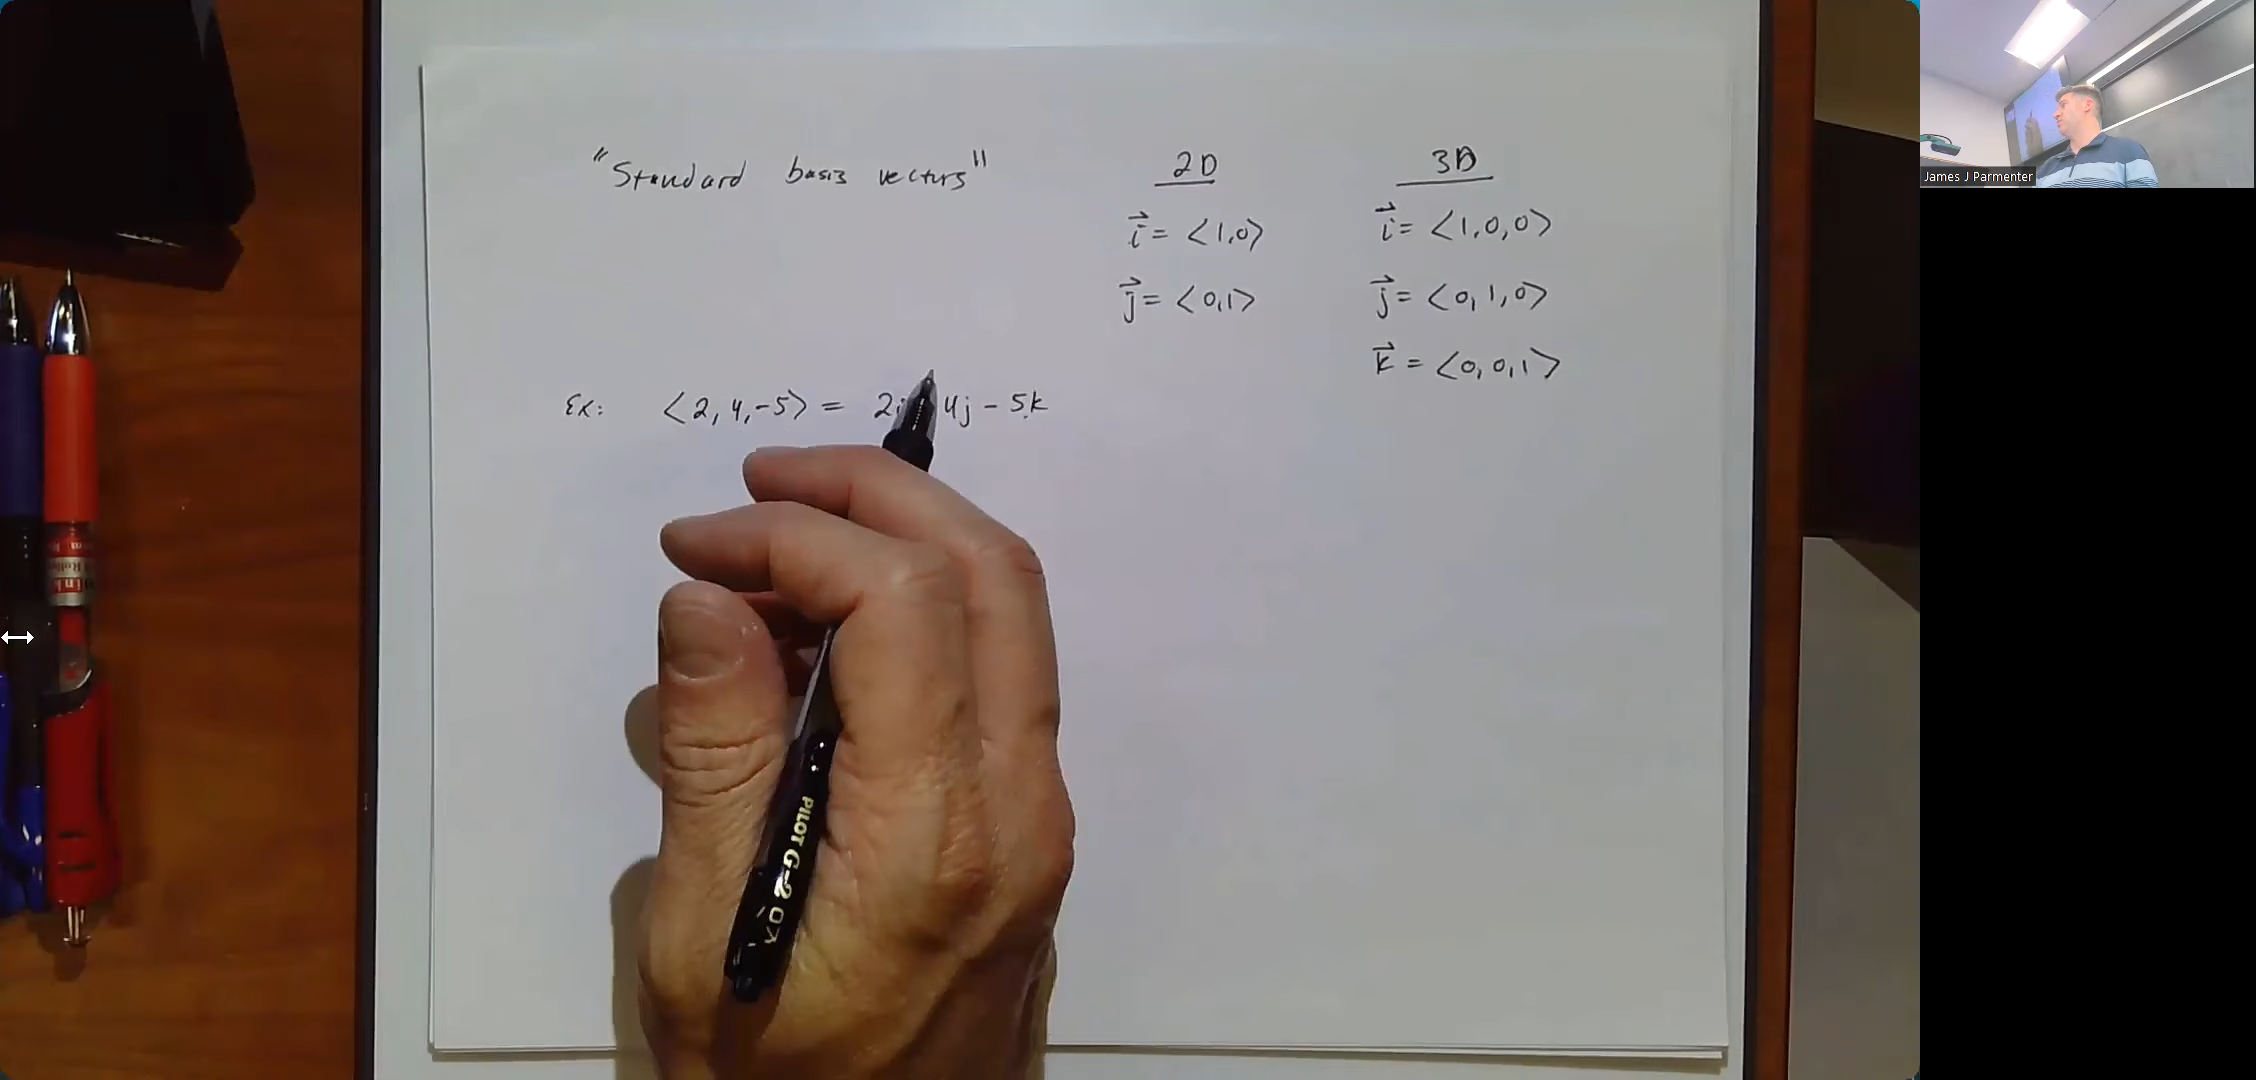 "Standard basis vectors"
2D
i⃗ = <1,0>
j⃗ = <0,1>
3D
i⃗ = <1,0,0>
j⃗ = <0,1,0>
k⃗ = <0,0,1>
Ex: <2,4,-5> = 2i 4j - 5k
PILOT G-2 07
James J Parmenter